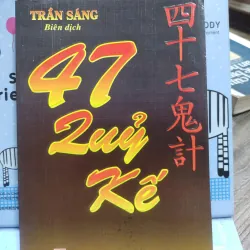 TRẦN SÁNG
Biên dịch
47
Quỷ
Kế
四十七鬼計